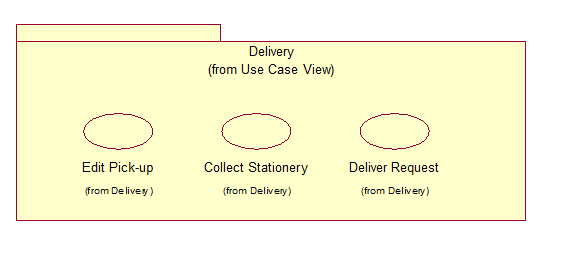 Delivery
(from Use Case View)
Edit Pick-up
Collect Stationery
Deliver Request
(from Delivery)
(from Delivery)
(from Delivery)